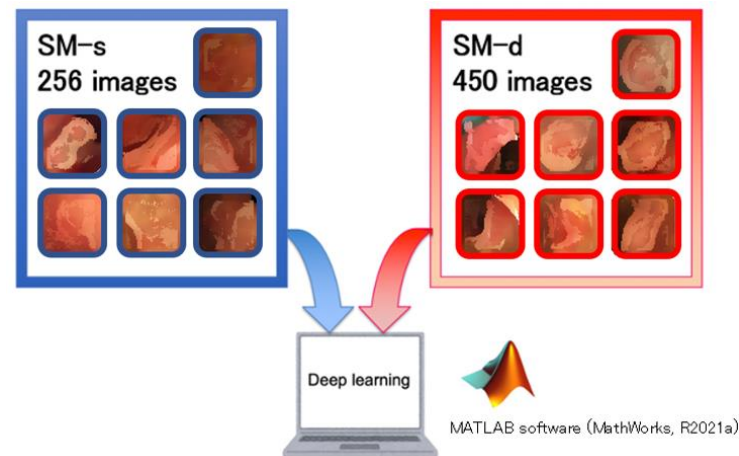 SM-s
256 images
SM-d
450 images
Deep learning
MATLAB software (MathWorks, R2021a)